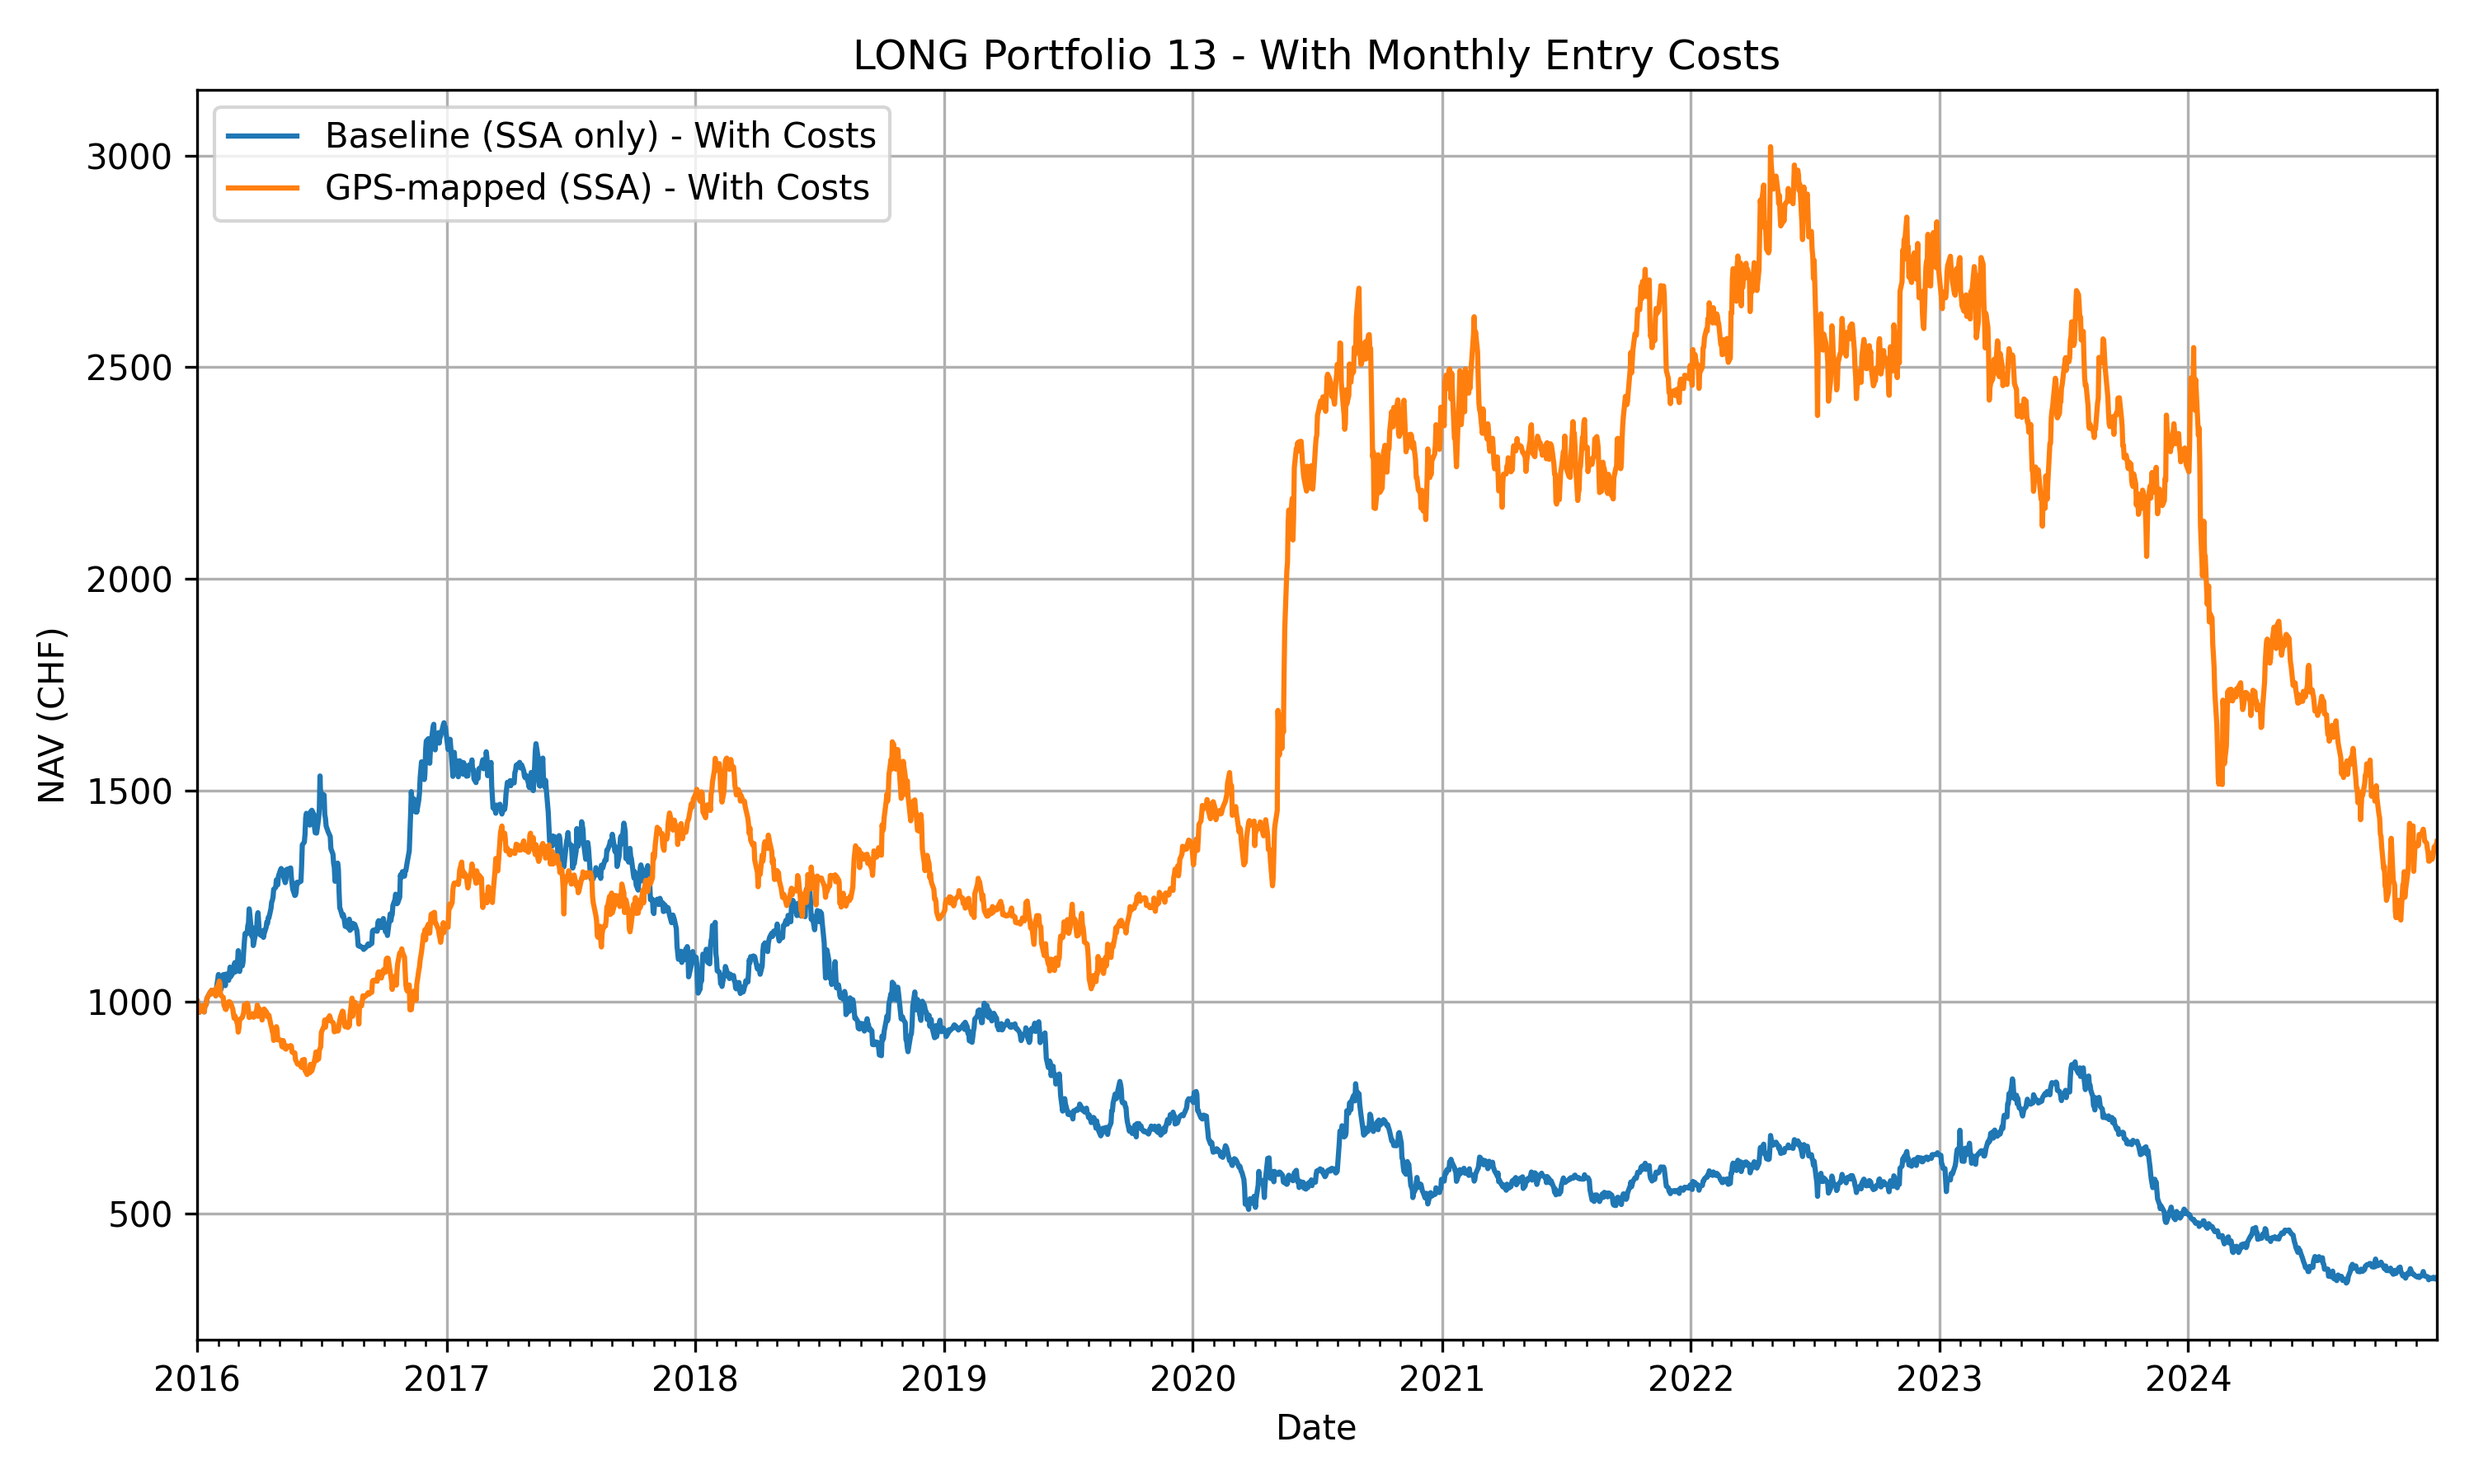 LONG Portfolio 13 - With Monthly Entry Costs
Baseline (SSA only) - With Costs
GPS-mapped (SSA) - With Costs
3000
2500
2000
1500
1000
500
NAV (CHF)
2016 2017 2018 2019 2020 2021 2022 2023 2024
Date